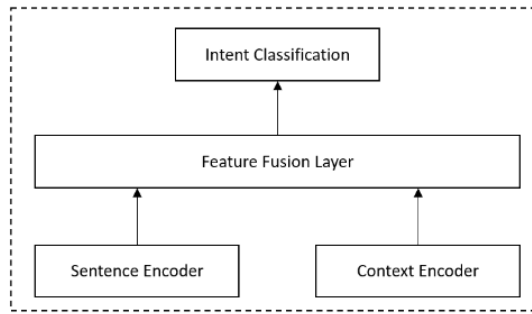 Intent Classification
Feature Fusion Layer
Sentence Encoder
Context Encoder